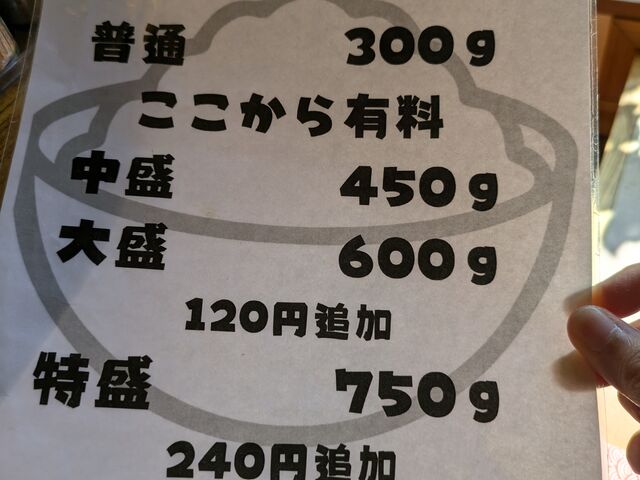 普通 300g
ここから有料
中盛 450g
大盛 600g
120円追加
特盛 750g
240円追加